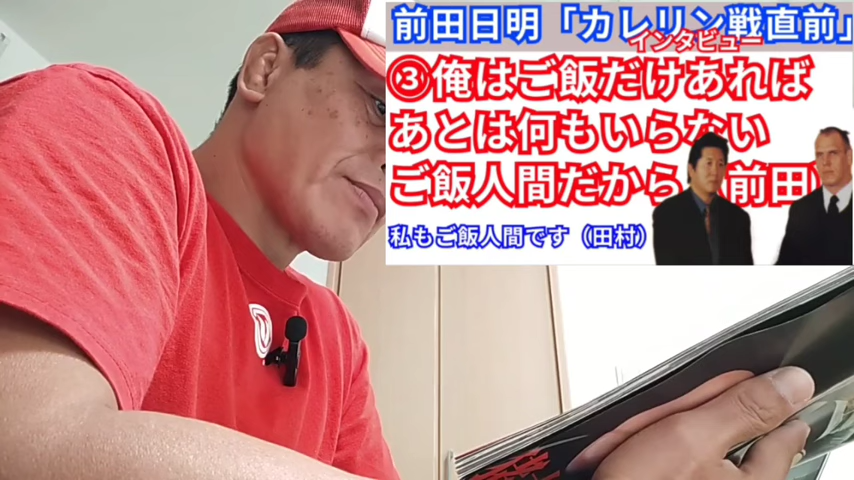 前田日明「カレリン戦直前」
インタビュー
③俺はご飯だけあれば
あとは何もいらない
ご飯人間だから 前田
私もご飯人間です（田村）